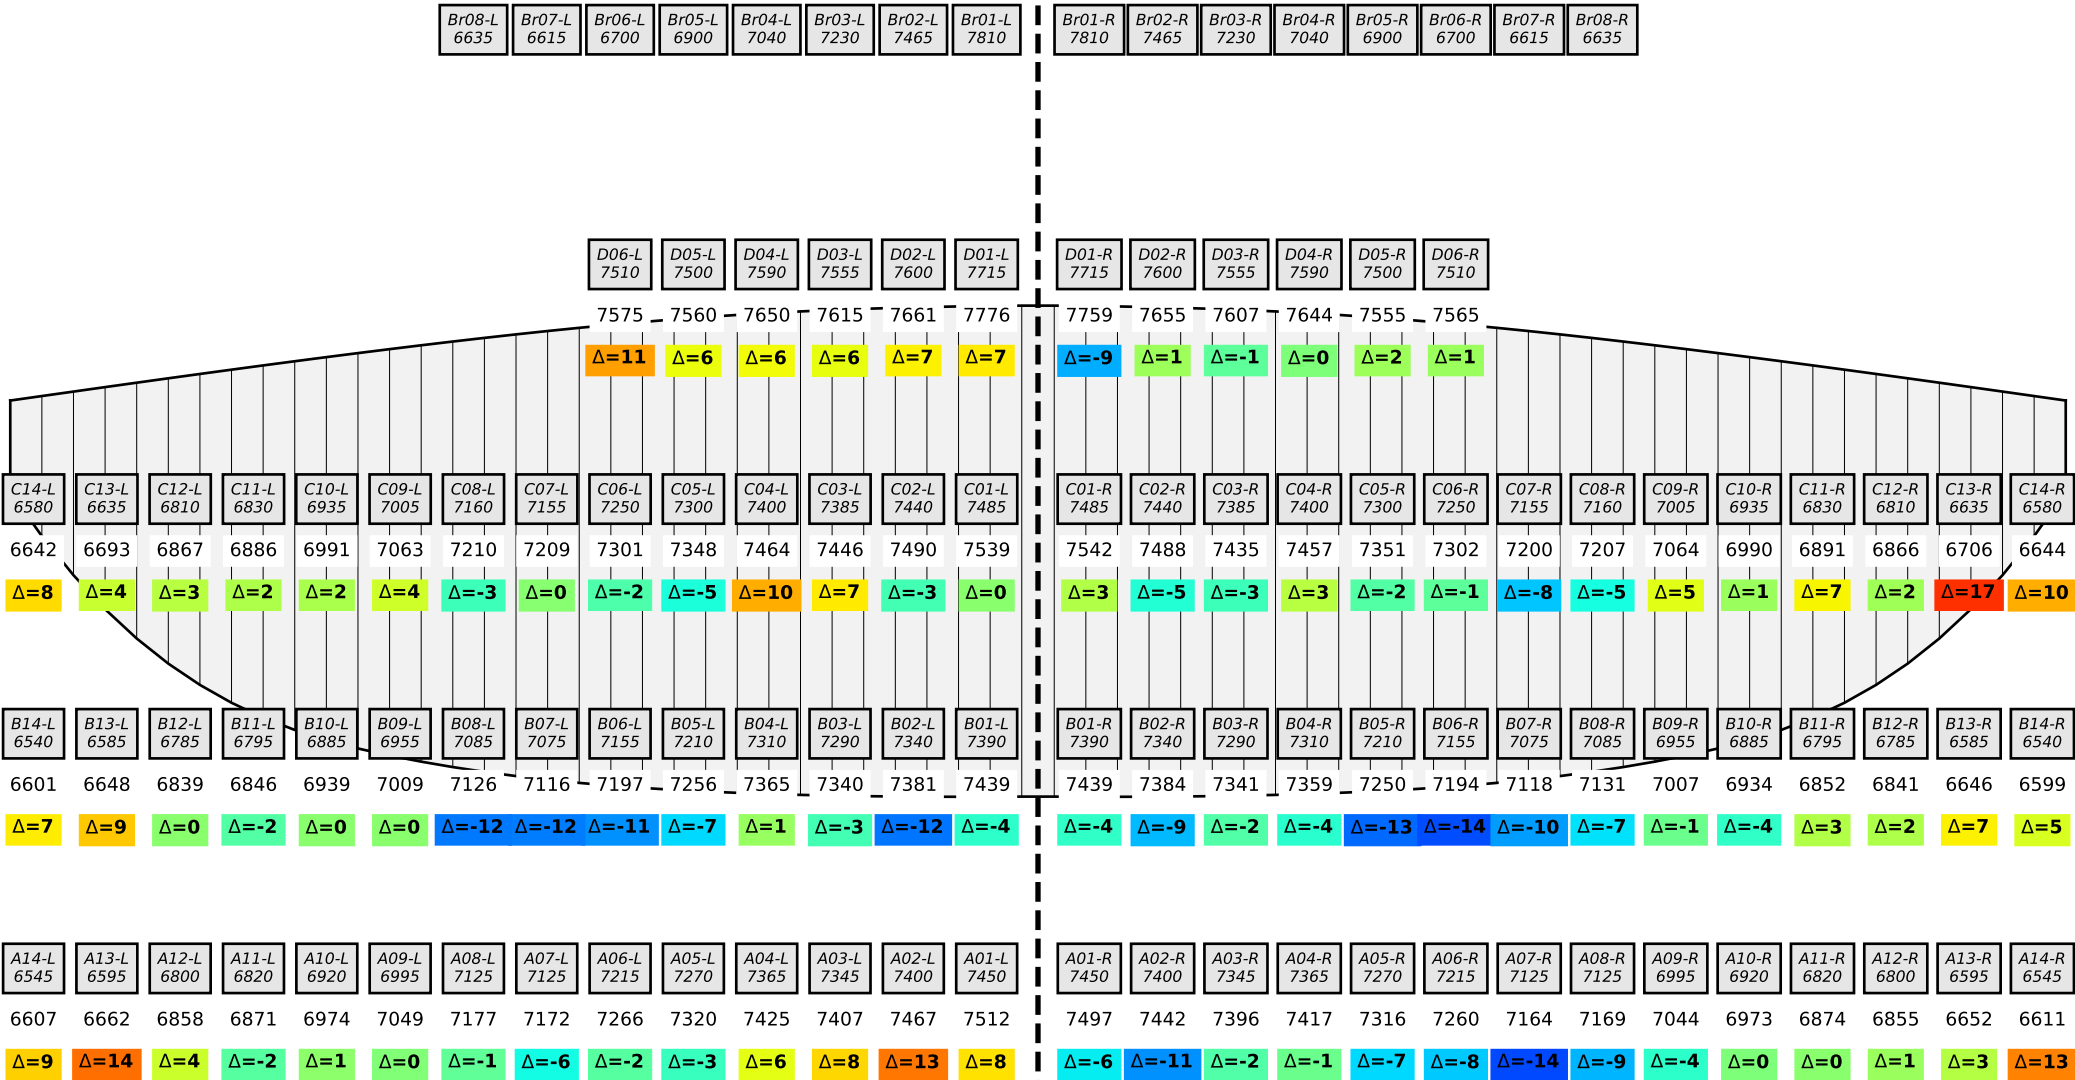 Br08-L Br07-L Br06-L Br05-L Br04-L Br03-L Br02-L Br01-L Br01-R Br02-R Br03-R Br04-R Br05-R Br06-R Br07-R Br08-R
6635 6615 6700 6900 7040 7230 7465 7810 7810 7465 7230 7040 6900 6700 6615 6635
D06-L D05-L D04-L D03-L D02-L D01-L D01-R D02-R D03-R D04-R D05-R D06-R
7510 7500 7590 7555 7600 7715 7715 7600 7555 7590 7500 7510
7575 7560 7650 7615 7661 7776 7759 7655 7607 7644 7555 7565
Δ=11 Δ=6 Δ=6 Δ=6 Δ=7 Δ=7 Δ=-9 Δ=1 Δ=-1 Δ=0 Δ=2 Δ=1
C14-L C13-L C12-L C11-L C10-L C09-L C08-L C07-L C06-L C05-L C04-L C03-L C02-L C01-L C01-R C02-R C03-R C04-R C05-R C06-R C07-R C08-R C09-R C10-R C11-R C12-R C13-R C14-R
6580 6635 6810 6830 6935 7005 7160 7155 7250 7300 7400 7385 7440 7485 7485 7440 7385 7400 7300 7250 7155 7160 7005 6935 6830 6810 6635 6580
6642 6693 6867 6886 6991 7063 7210 7209 7301 7348 7464 7446 7490 7539 7542 7488 7435 7457 7351 7302 7200 7207 7064 6990 6891 6866 6706 6644
Δ=8 Δ=4 Δ=3 Δ=2 Δ=2 Δ=4 Δ=-3 Δ=0 Δ=-2 Δ=-5 Δ=10 Δ=7 Δ=-3 Δ=0 Δ=3 Δ=-5 Δ=-3 Δ=3 Δ=-2 Δ=-1 Δ=-8 Δ=-5 Δ=5 Δ=1 Δ=7 Δ=2 Δ=17 Δ=10
B14-L B13-L B12-L B11-L B10-L B09-L B08-L B07-L B06-L B05-L B04-L B03-L B02-L B01-L B01-R B02-R B03-R B04-R B05-R B06-R B07-R B08-R B09-R B10-R B11-R B12-R B13-R B14-R
6540 6585 6785 6795 6885 6955 7085 7075 7155 7210 7310 7290 7340 7390 7390 7340 7290 7310 7210 7155 7075 7085 6955 6885 6795 6785 6585 6540
6601 6648 6839 6846 6939 7009 7126 7116 7197 7256 7365 7340 7381 7439 7439 7384 7341 7359 7250 7194 7118 7131 7007 6934 6852 6841 6646 6599
Δ=7 Δ=9 Δ=0 Δ=-2 Δ=0 Δ=0 Δ=-12 Δ=-12 Δ=-11 Δ=-7 Δ=1 Δ=-3 Δ=-12 Δ=-4 Δ=-4 Δ=-9 Δ=-2 Δ=-4 Δ=-13 Δ=-14 Δ=-10 Δ=-7 Δ=-1 Δ=-4 Δ=3 Δ=2 Δ=7 Δ=5
A14-L A13-L A12-L A11-L A10-L A09-L A08-L A07-L A06-L A05-L A04-L A03-L A02-L A01-L A01-R A02-R A03-R A04-R A05-R A06-R A07-R A08-R A09-R A10-R A11-R A12-R A13-R A14-R
6545 6595 6800 6820 6920 6995 7125 7125 7215 7270 7365 7345 7400 7450 7450 7400 7345 7365 7270 7215 7125 7125 6995 6920 6820 6800 6595 6545
6607 6662 6858 6871 6974 7049 7177 7172 7266 7320 7425 7407 7467 7512 7497 7442 7396 7417 7316 7260 7164 7169 7044 6973 6874 6855 6652 6611
Δ=9 Δ=14 Δ=4 Δ=-2 Δ=1 Δ=0 Δ=-1 Δ=-6 Δ=-2 Δ=-3 Δ=6 Δ=8 Δ=13 Δ=8 Δ=-6 Δ=-11 Δ=-2 Δ=-1 Δ=-7 Δ=-8 Δ=-14 Δ=-9 Δ=-4 Δ=0 Δ=0 Δ=1 Δ=3 Δ=13